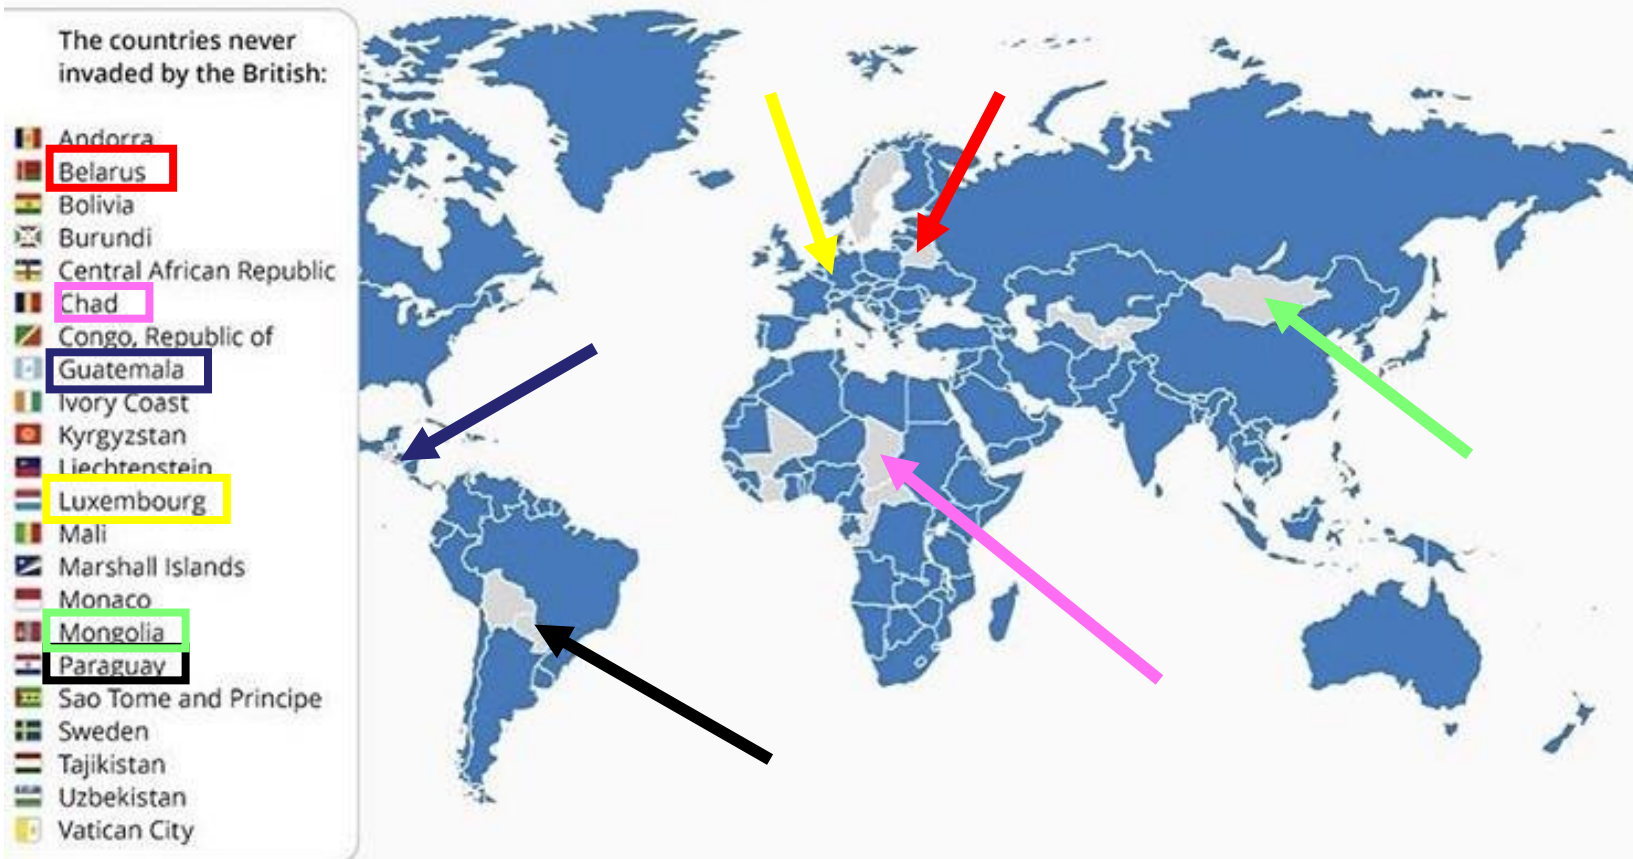 The countries never
invaded by the British:
Andorra
Belarus
Bolivia
Burundi
Central African Republic
Chad
Congo, Republic of
Guatemala
Ivory Coast
Kyrgyzstan
Liechtenstein
Luxembourg
Mali
Marshall Islands
Monaco
Mongolia
Paraguay
Sao Tome and Principe
Sweden
Tajikistan
Uzbekistan
Vatican City